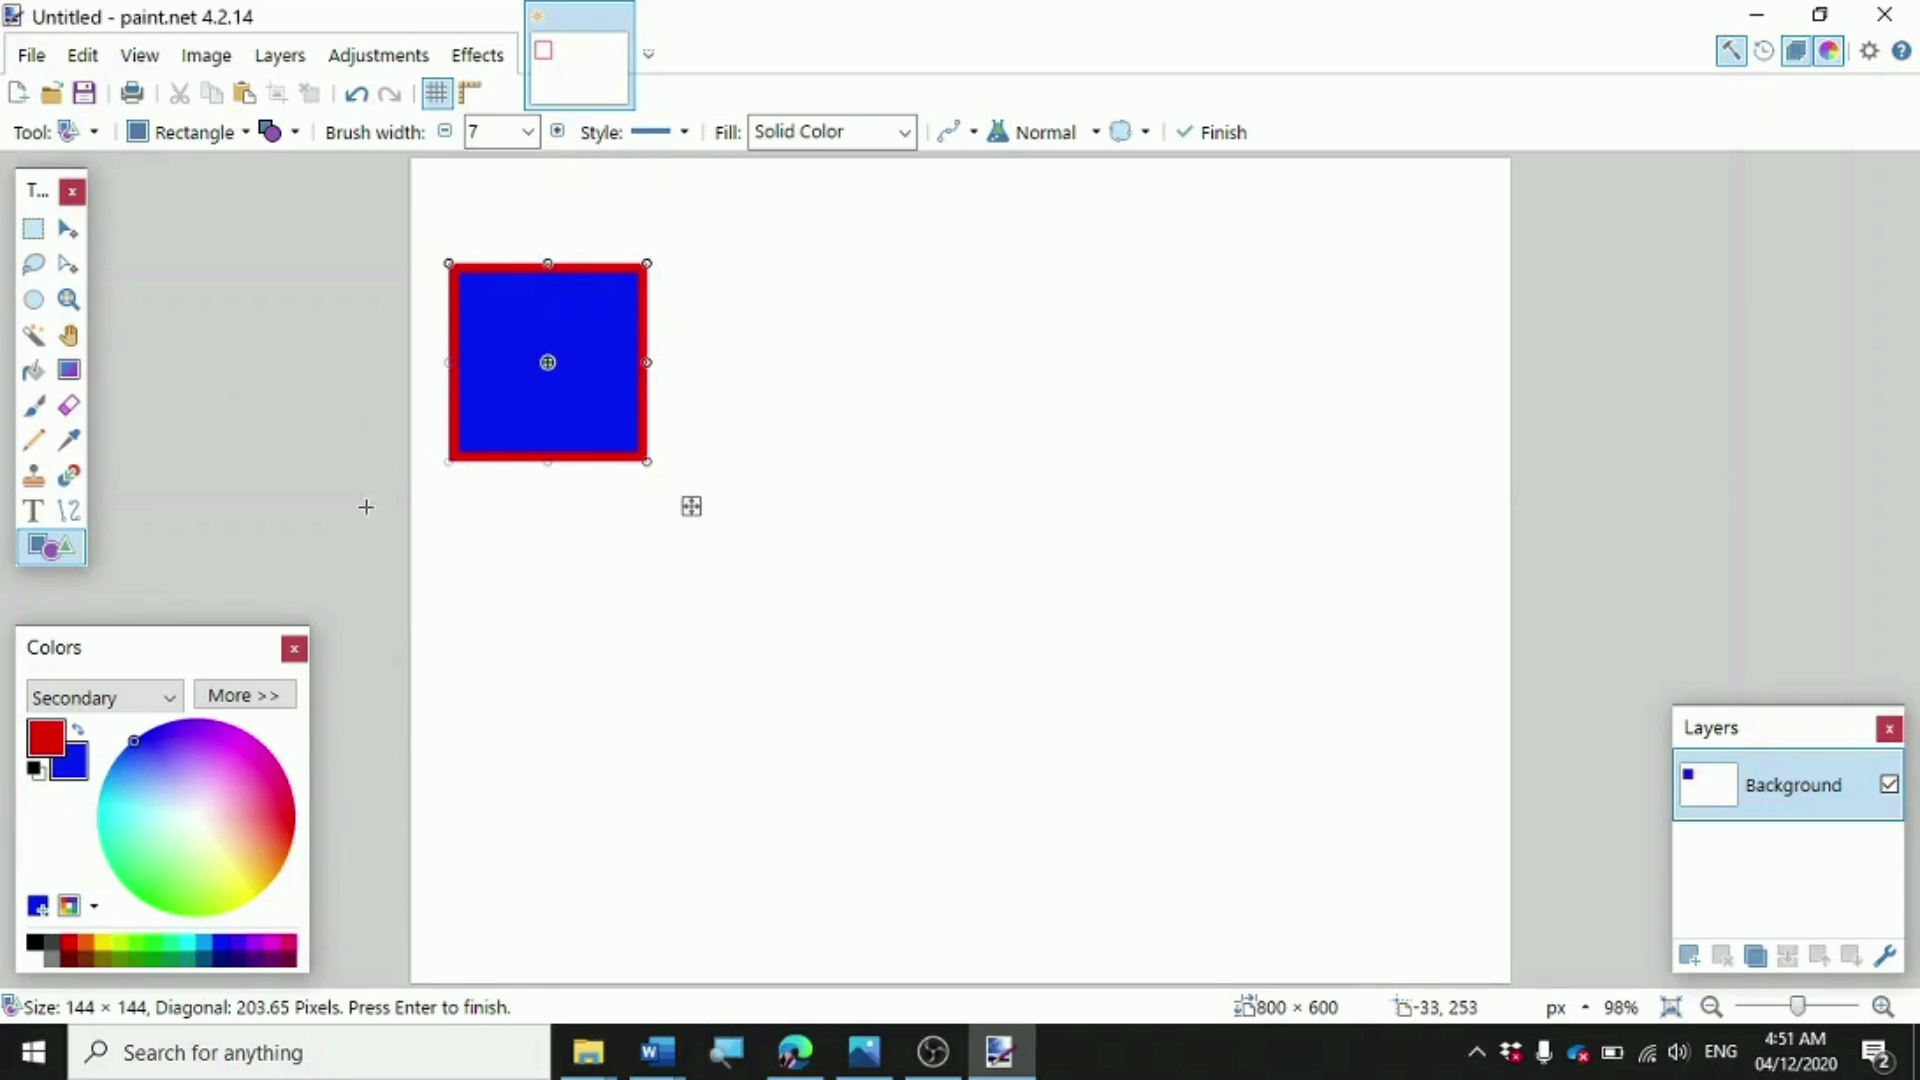 Untitled - paint.net 4.2.14
File Edit View Image Layers Adjustments Effects
Tool: Rectangle Brush width: 7 Style: Fill: Solid Color Normal Finish
T... x
T
Colors x
Secondary More >>
Layers x
Background
Size: 144 × 144, Diagonal: 203.65 Pixels. Press Enter to finish. 800 × 600 -33, 253 px 98%
Search for anything
W
ENG
4:51 AM
04/12/2020
2